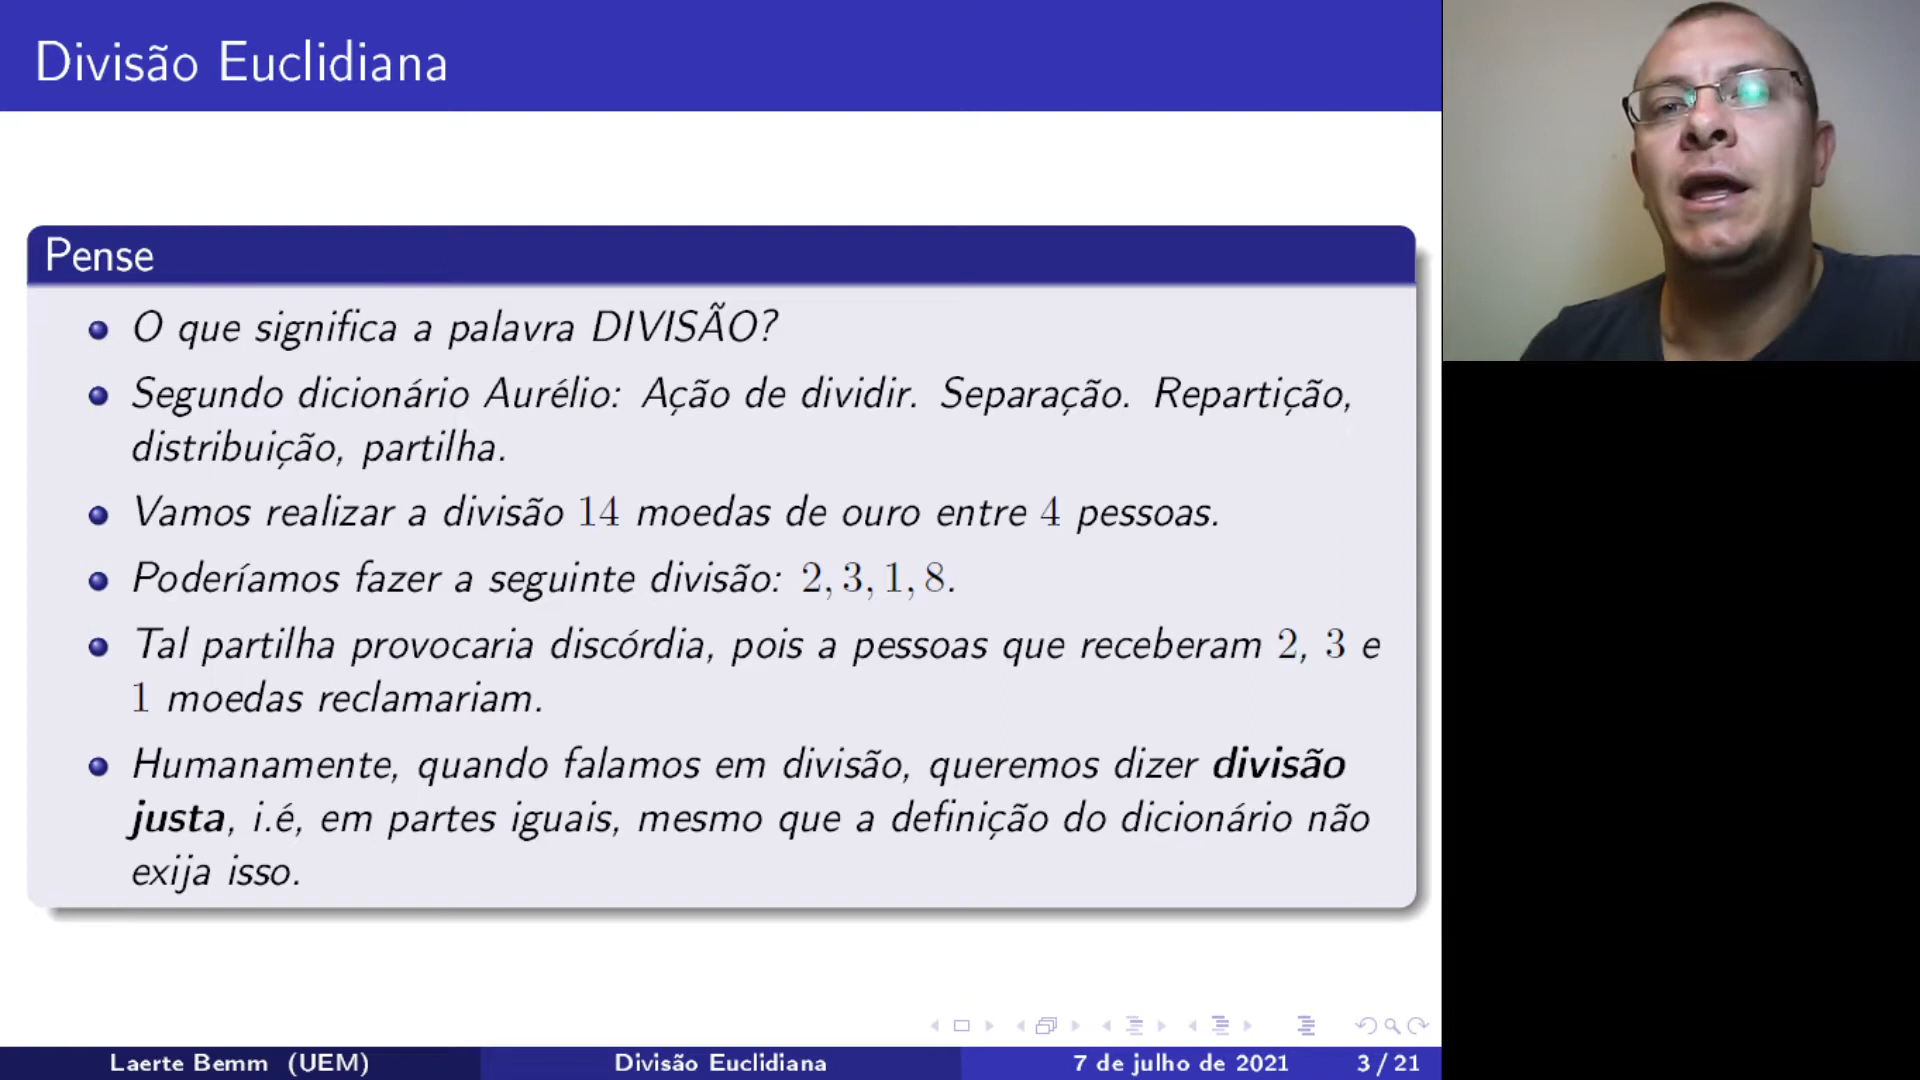 Divisão Euclidiana
Pense
O que significa a palavra DIVISÃO?
Segundo dicionário Aurélio: Ação de dividir. Separação. Repartição,
distribuição, partilha.
Vamos realizar a divisão 14 moedas de ouro entre 4 pessoas.
Poderíamos fazer a seguinte divisão: 2, 3, 1, 8.
Tal partilha provocaria discórdia, pois a pessoas que receberam 2, 3 e
1 moedas reclamariam.
Humanamente, quando falamos em divisão, queremos dizer divisão
justa, i.é, em partes iguais, mesmo que a definição do dicionário não
exija isso.
Laerte Bemm (UEM) Divisão Euclidiana 7 de julho de 2021 3 / 21